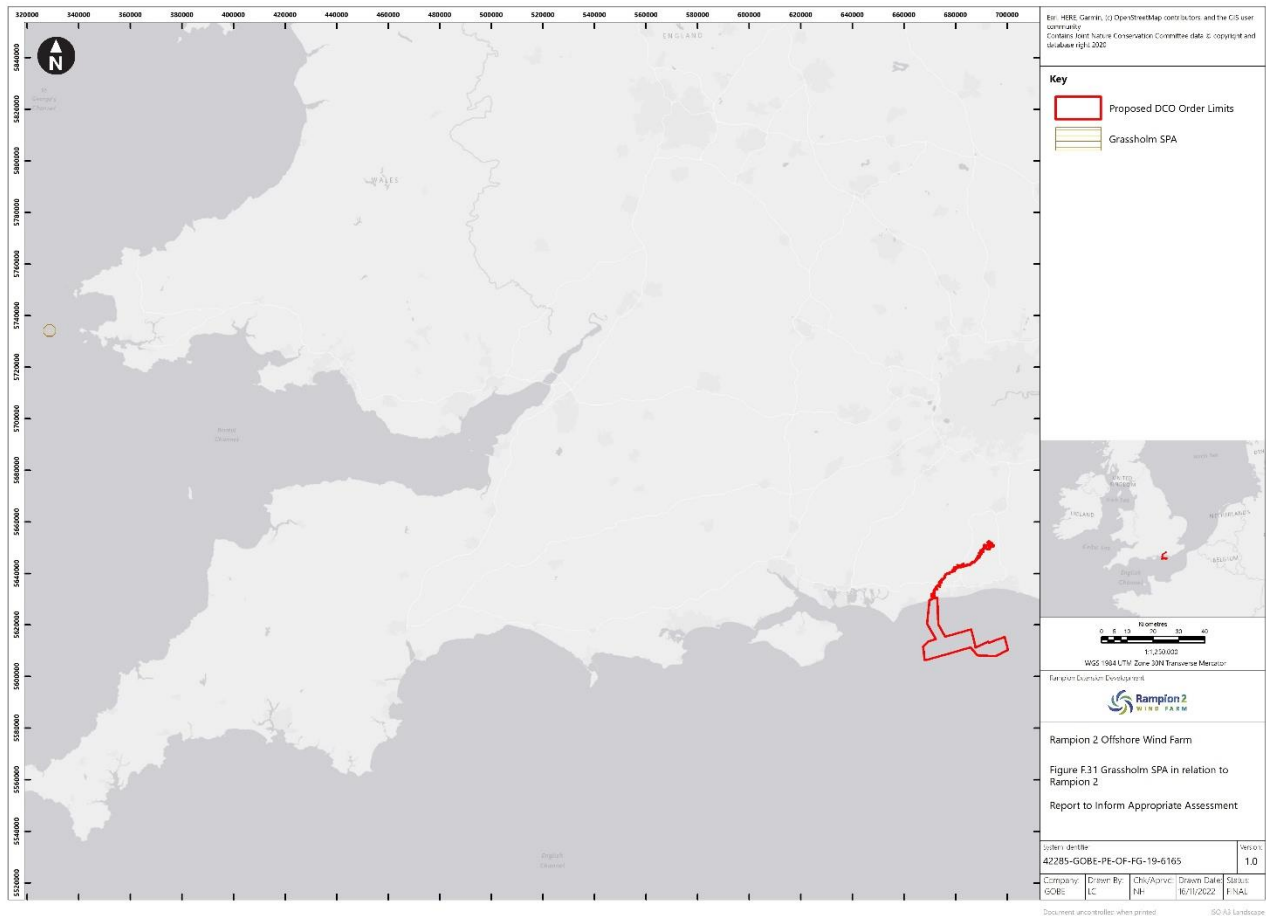 320000 340000 360000 380000 400000 420000 440000 460000 480000 500000 520000 540000 560000 580000 600000 620000 640000 660000 680000 700000
5840000
5820000
5800000
5780000
5760000
5740000
5720000
5700000
5680000
5660000
5640000
5620000
5600000
5580000
5560000
5540000
5520000
N
ENGLAND
WALES
Bristol
Channel
English
Channel
Esri, HERE, Garmin, (c) OpenStreetMap contributors, and the GIS user
community
Contains Joint Nature Conservation Committee data © copyright and
database right 2020
Key
Proposed DCO Order Limits
Grassholm SPA
UNITED
KINGDOM
IRELAND
NETHERLANDS
BELGIUM
English
Channel
Kilometres
0 5 10 20 30 40
1:1,250,000
WGS 1984 UTM Zone 30N Transverse Mercator
Rampion Extension Development
Rampion 2
WIND FARM
Rampion 2 Offshore Wind Farm
Figure F.31 Grassholm SPA in relation to
Rampion 2
Report to Inform Appropriate Assessment
System Identifier
42285-GOBE-PE-OF-FG-19-6165
Version:
1.0
Company: Drawn By: Chk/Aprvd: Drawn Date: Status:
GOBE LC NH 16/11/2022 FINAL
Document uncontrolled when printed
ISO A3 Landscape